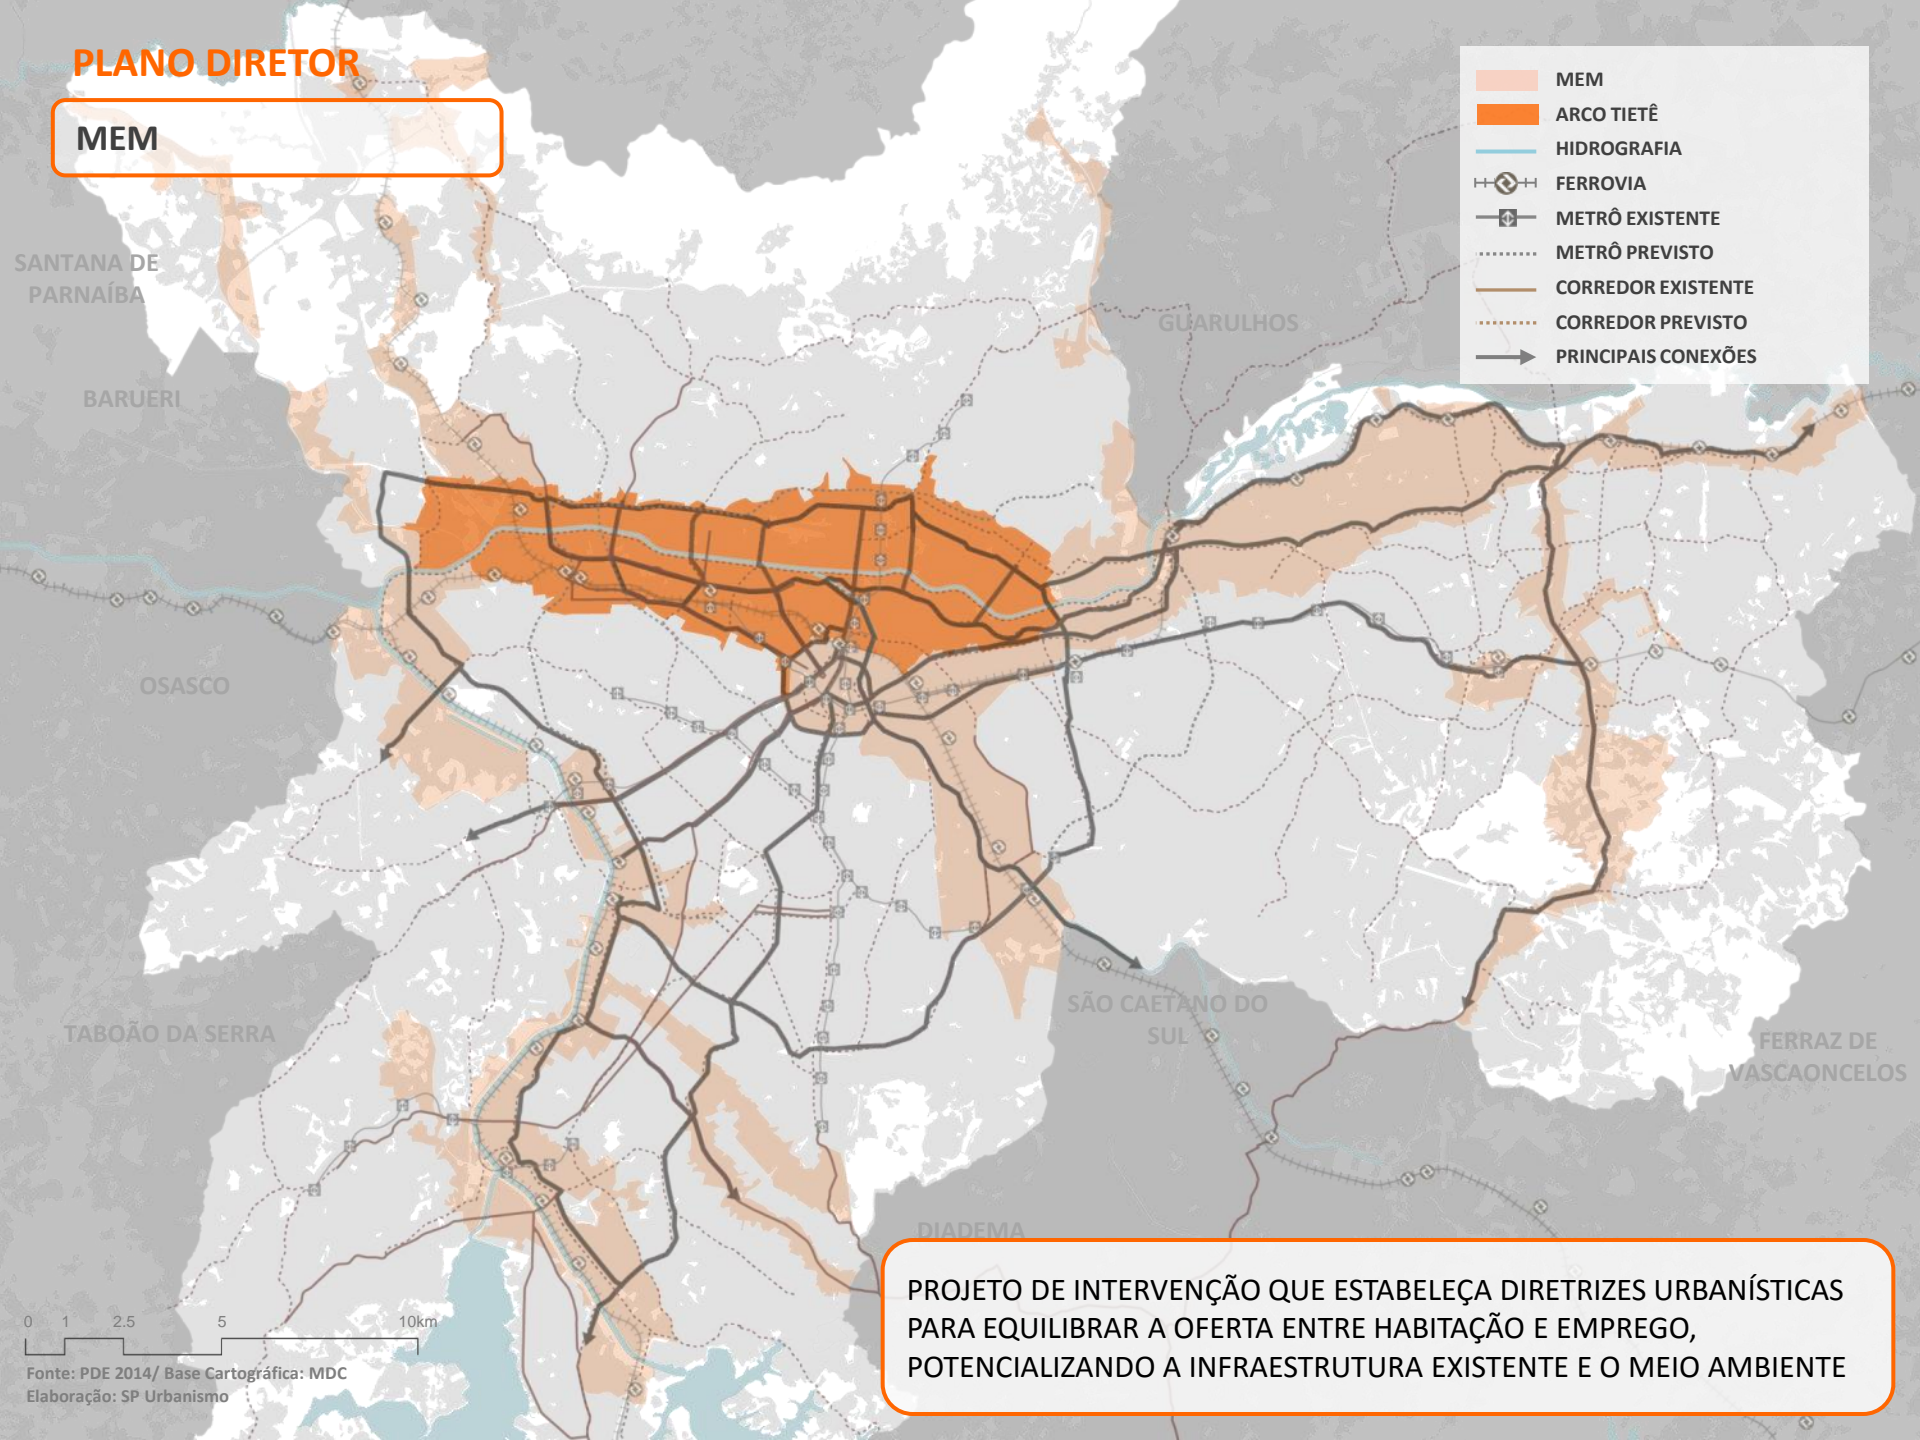 PLANO DIRETOR
MEM
MEM
ARCO TIETÊ
HIDROGRAFIA
FERROVIA
METRÔ EXISTENTE
METRÔ PREVISTO
CORREDOR EXISTENTE
CORREDOR PREVISTO
PRINCIPAIS CONEXÕES
SANTANA DE
PARNAÍBA
GUARULHOS
BARUERI
OSASCO
TABOÃO DA SERRA
SÃO CAETANO DO
SUL
FERRAZ DE
VASCAONCELOS
DIADEMA
PROJETO DE INTERVENÇÃO QUE ESTABELEÇA DIRETRIZES URBANÍSTICAS
PARA EQUILIBRAR A OFERTA ENTRE HABITAÇÃO E EMPREGO,
POTENCIALIZANDO A INFRAESTRUTURA EXISTENTE E O MEIO AMBIENTE
0 1 2.5 5 10km
Fonte: PDE 2014/ Base Cartográfica: MDC
Elaboração: SP Urbanismo